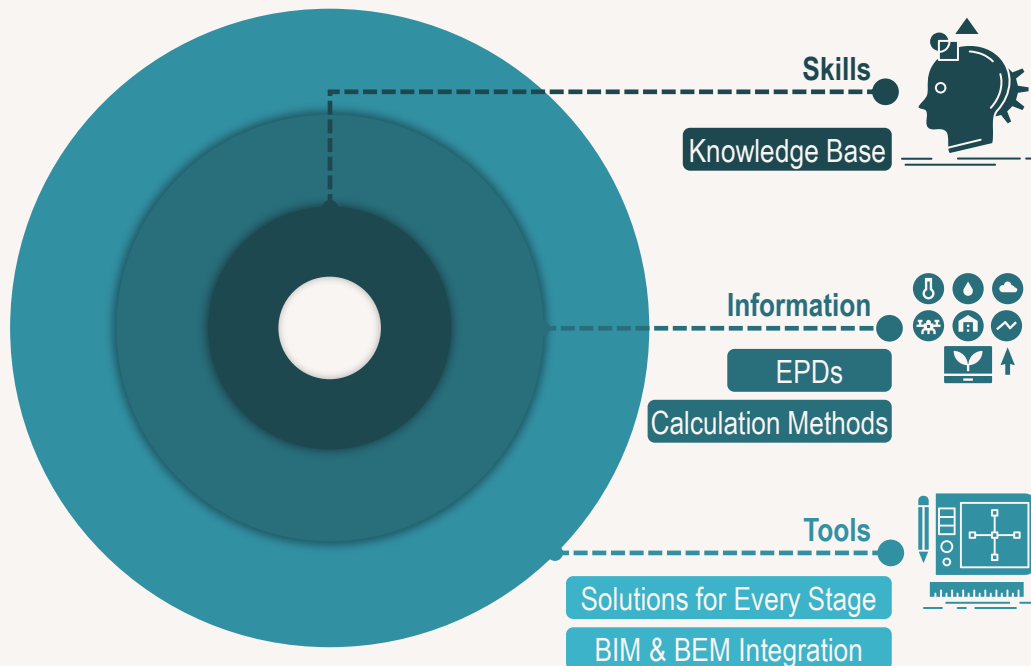 Skills
Knowledge Base
Information
EPDs
Calculation Methods
Tools
Solutions for Every Stage
BIM & BEM Integration